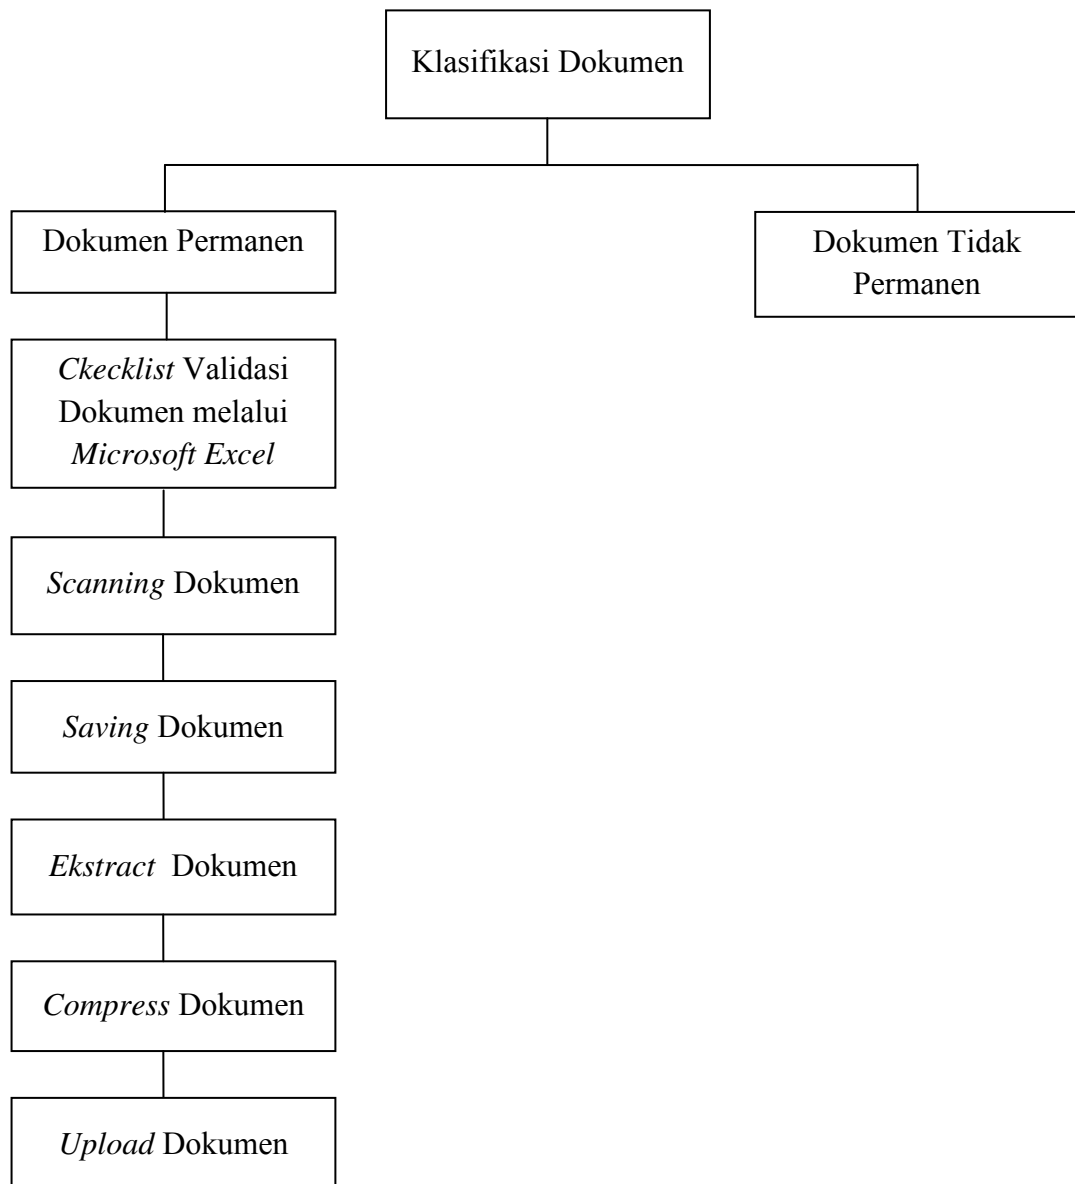 Klasifikasi Dokumen
Dokumen Permanen
Dokumen Tidak
Permanen
Ckecklist Validasi
Dokumen melalui
Microsoft Excel
Scanning Dokumen
Saving Dokumen
Ekstract Dokumen
Compress Dokumen
Upload Dokumen